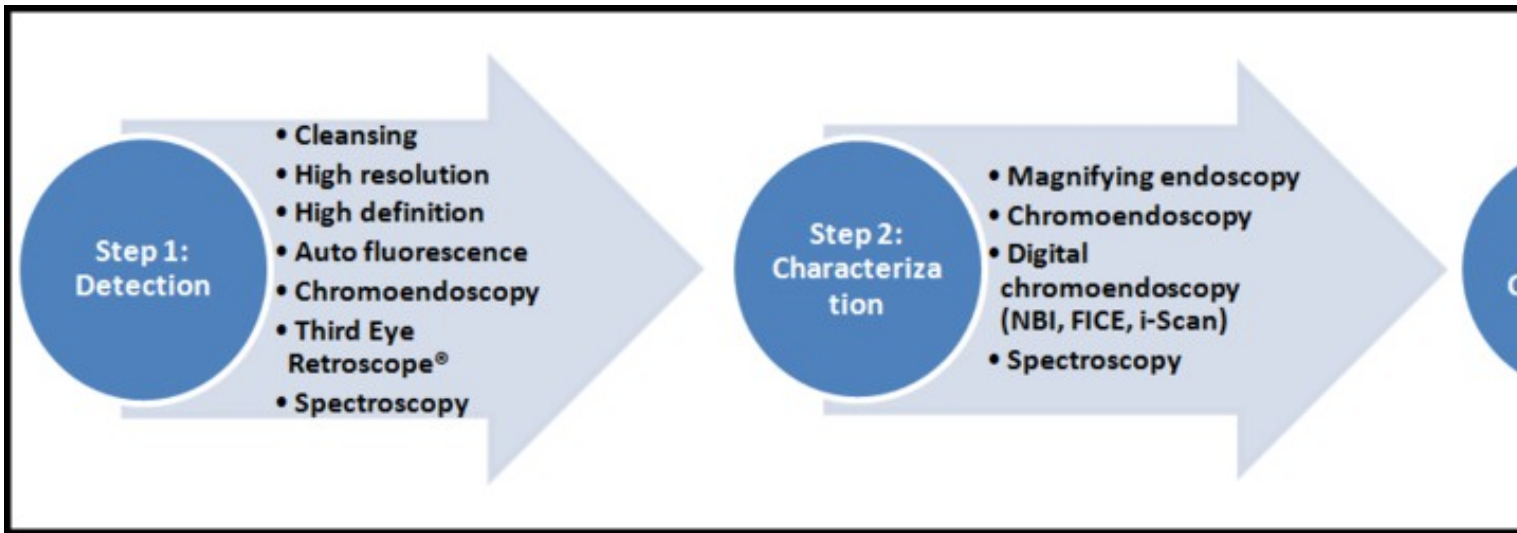 Step 1:
Detection
• Cleansing
• High resolution
• High definition
• Auto fluorescence
• Chromoendoscopy
• Third Eye
Retroscope®
• Spectroscopy
Step 2:
Characteriza
tion
• Magnifying endoscopy
• Chromoendoscopy
• Digital
chromoendoscopy
(NBI, FICE, i-Scan)
• Spectroscopy